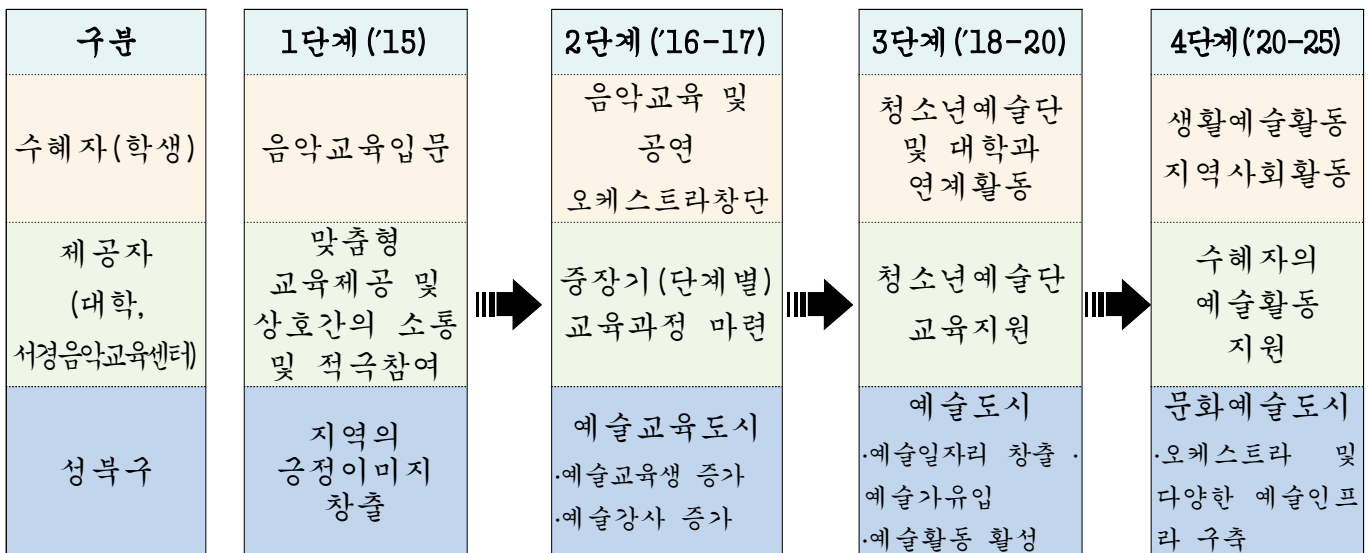 구분
수혜자(학생)
제공자
(대학,
서경음악교육센터)
성북구
1단계('15)
음악교육입문
맞춤형
교육제공 및
상호간의 소통
및 적극참여
지역의
긍정이미지
창출
2단계('16-17)
음악교육 및
공연
오케스트라창단
중장기(단계별)
교육과정 마련
예술교육도시
·예술교육생 증가
·예술강사 증가
3단계('18-20)
청소년예술단
및 대학과
연계활동
청소년예술단
교육지원
예술도시
·예술일자리 창출 ·
예술가유입
·예술활동 활성
4단계('20-25)
생활예술활동
지역사회활동
수혜자의
예술활동
지원
문화예술도시
·오케스트라 및
다양한 예술인프
라 구축